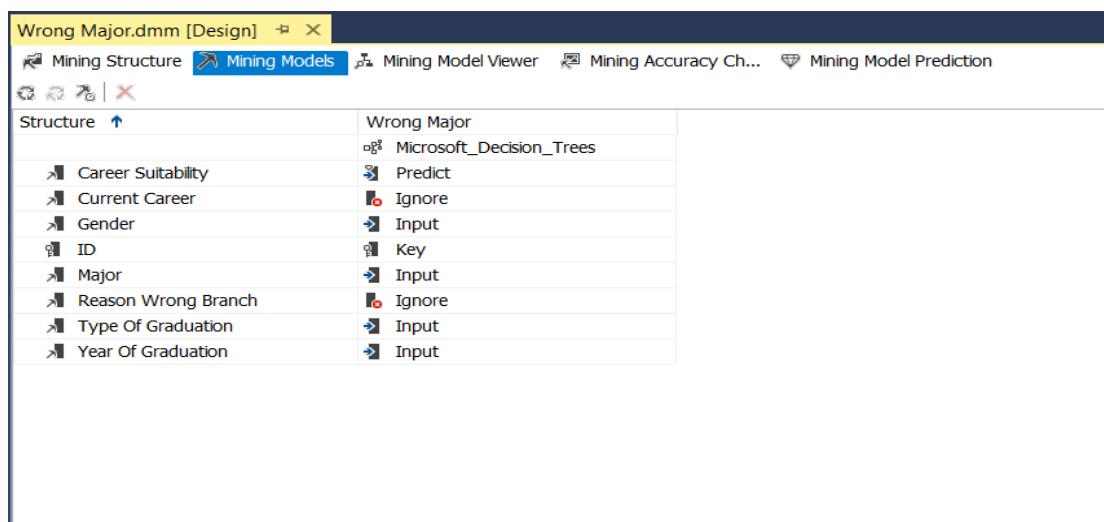 Wrong Major.dmm [Design]
Mining Structure Mining Models Mining Model Viewer Mining Accuracy Ch... Mining Model Prediction
Structure Wrong Major
Microsoft_Decision_Trees
Career Suitability Predict
Current Career Ignore
Gender Input
ID Key
Major Input
Reason Wrong Branch Ignore
Type Of Graduation Input
Year Of Graduation Input